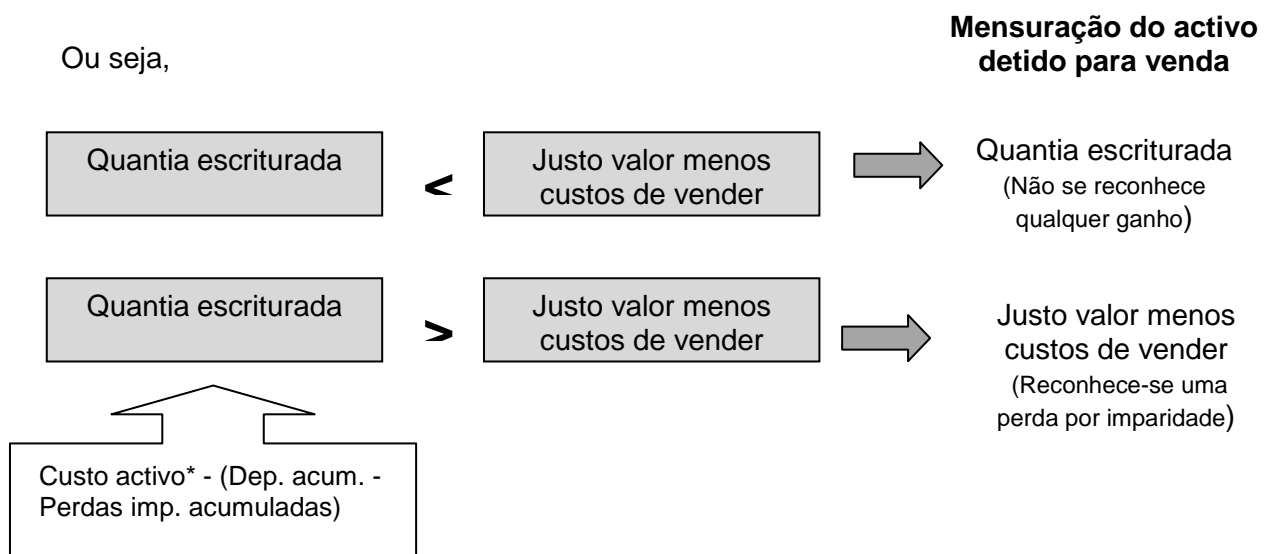 Mensuração do activo
detido para venda
Ou seja,
Quantia escriturada
<
Justo valor menos
custos de vender
Quantia escriturada
(Não se reconhece
qualquer ganho)
Quantia escriturada
>
Justo valor menos
custos de vender
Justo valor menos
custos de vender
(Reconhece-se uma
perda por imparidade)
Custo activo* - (Dep. acum. -
Perdas imp. acumuladas)